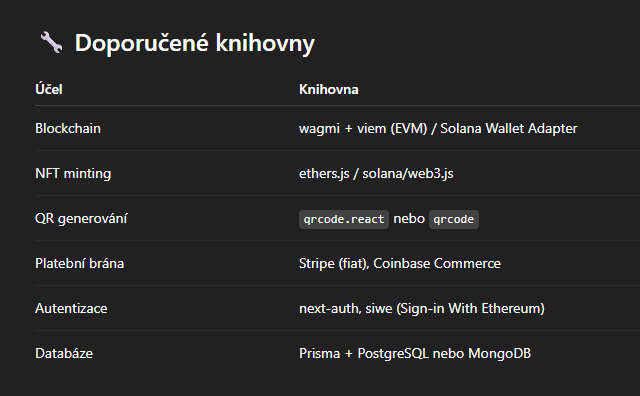 🔧 Doporučené knihovny
Účel Knihovna
Blockchain wagmi + viem (EVM) / Solana Wallet Adapter
NFT minting ethers.js / solana/web3.js
QR generování qrcode.react nebo qrcode
Platební brána Stripe (fiat), Coinbase Commerce
Autentizace next-auth, siwe (Sign-in With Ethereum)
Databáze Prisma + PostgreSQL nebo MongoDB